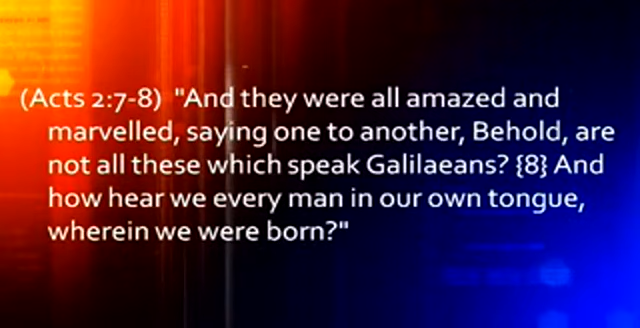 (Acts 2:7-8) "And they were all amazed and
marvelled, saying one to another, Behold, are
not all these which speak Galilaeans? {8} And
how hear we every man in our own tongue,
wherein we were born?"